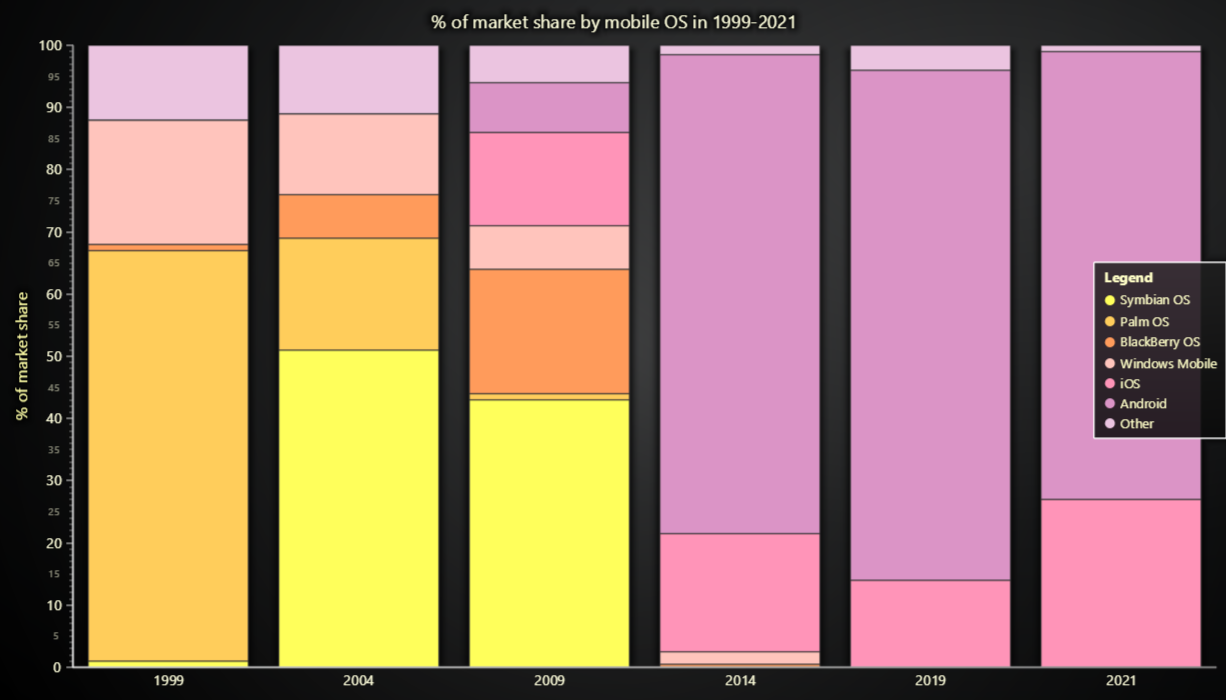 % of market share by mobile OS in 1999-2021
% of market share
100
95
90
85
80
75
70
65
60
55
50
45
40
35
30
25
20
15
10
5
0
1999 2004 2009 2014 2019 2021
Legend
Symbian OS
Palm OS
BlackBerry OS
Windows Mobile
iOS
Android
Other